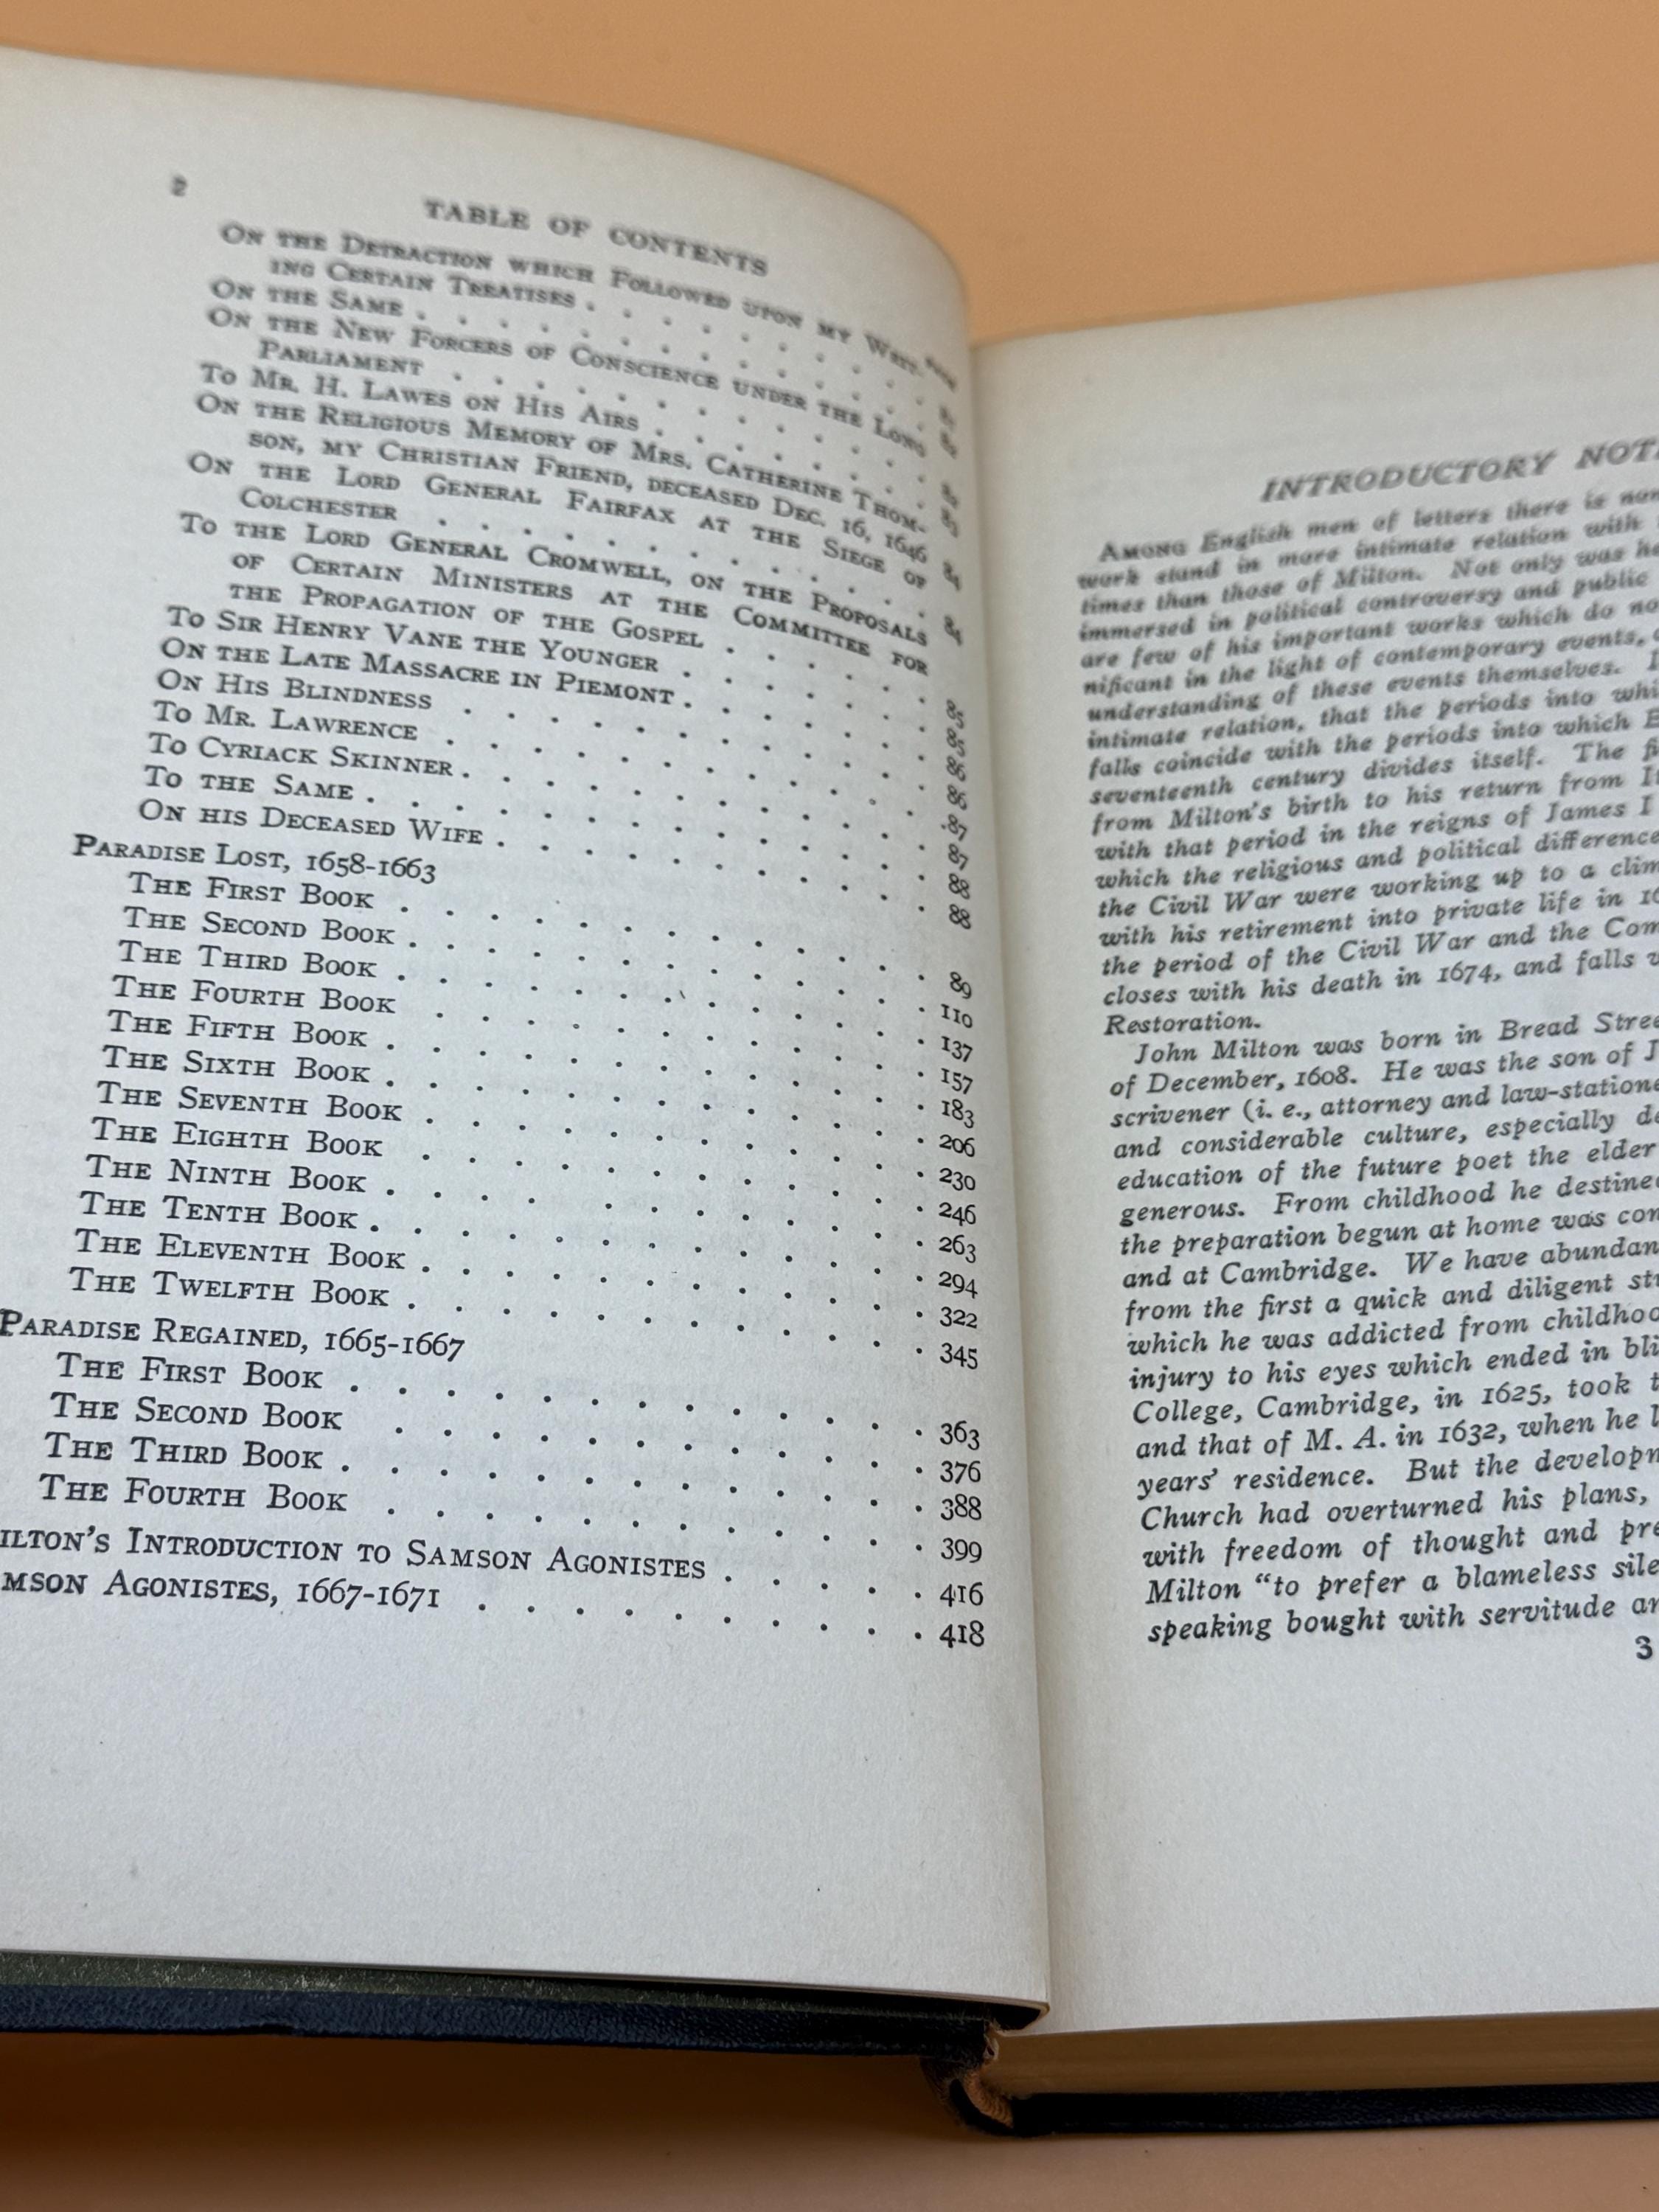 2
TABLE OF CONTENTS
PAGE
On the Detraction which Followed upon my Writ-
ing Certain Treatises . . . . . . . . . 81
On the Same . . . . . . . . . . . . 82
On the New Forcers of Conscience under the Long
Parliament . . . . . . . . . . . . 82
To Mr. H. Lawes on His Airs . . . . . . . 83
On the Religious Memory of Mrs. Catherine Thom-
son, my Christian Friend, deceased Dec. 16, 1646 84
On the Lord General Fairfax at the Siege of
Colchester . . . . . . . . . . . . 84
To the Lord General Cromwell, on the Proposals
of Certain Ministers at the Committee for
the Propagation of the Gospel . . . . . . 85
To Sir Henry Vane the Younger . . . . . . 85
On the Late Massacre in Piemont . . . . . . 86
On His Blindness . . . . . . . . . . . 86
To Mr. Lawrence . . . . . . . . . . . 87
To Cyriack Skinner . . . . . . . . . . 87
To the Same . . . . . . . . . . . . . 88
On his Deceased Wife . . . . . . . . . 88
Paradise Lost, 1658-1663
The First Book . . . . . . . . . . . . 89
The Second Book . . . . . . . . . . . 110
The Third Book . . . . . . . . . . . . 137
The Fourth Book . . . . . . . . . . . 157
The Fifth Book . . . . . . . . . . . . 183
The Sixth Book . . . . . . . . . . . . 206
The Seventh Book . . . . . . . . . . . 230
The Eighth Book . . . . . . . . . . . 246
The Ninth Book . . . . . . . . . . . . 263
The Tenth Book . . . . . . . . . . . . 294
The Eleventh Book . . . . . . . . . . . 322
The Twelfth Book . . . . . . . . . . . 345
Paradise Regained, 1665-1667
The First Book . . . . . . . . . . . . 363
The Second Book . . . . . . . . . . . 376
The Third Book . . . . . . . . . . . . 388
The Fourth Book . . . . . . . . . . . 399
ilton's Introduction to Samson Agonistes . . . . . 416
mson Agonistes, 1667-1671 . . . . . . . . 418
INTRODUCTORY NOT
Among English men of letters there is non
work stand in more intimate relation with
times than those of Milton. Not only was he
immersed in political controversy and public
are few of his important works which do no
nificant in the light of contemporary events,
understanding of these events themselves.
intimate relation, that the periods into whi
falls coincide with the periods into which E
seventeenth century divides itself. The fi
from Milton's birth to his return from It
with that period in the reigns of James I
which the religious and political difference
the Civil War were working up to a clim
with his retirement into private life in 16
the period of the Civil War and the Com
closes with his death in 1674, and falls
Restoration.
John Milton was born in Bread Stree
of December, 1608. He was the son of J
scrivener (i. e., attorney and law-statione
and considerable culture, especially de
education of the future poet the elder
generous. From childhood he destine
the preparation begun at home was con
and at Cambridge. We have abundan
from the first a quick and diligent st
which he was addicted from childhoo
injury to his eyes which ended in bli
College, Cambridge, in 1625, took t
and that of M. A. in 1632, when he l
years' residence. But the developm
Church had overturned his plans,
with freedom of thought and pre
Milton "to prefer a blameless sile
speaking bought with servitude an
3